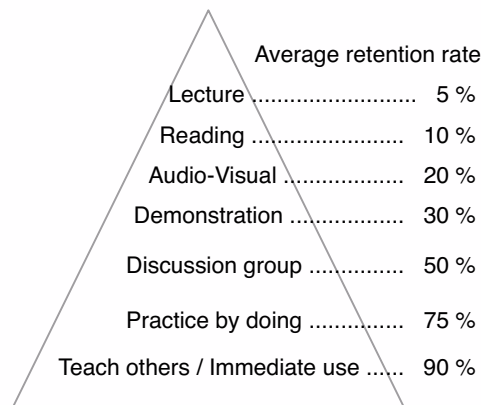 Average retention rate
Lecture ............................ 5 %
Reading .......................... 10 %
Audio-Visual .................... 20 %
Demonstration ................... 30 %
Discussion group ................ 50 %
Practice by doing ................ 75 %
Teach others / Immediate use ...... 90 %